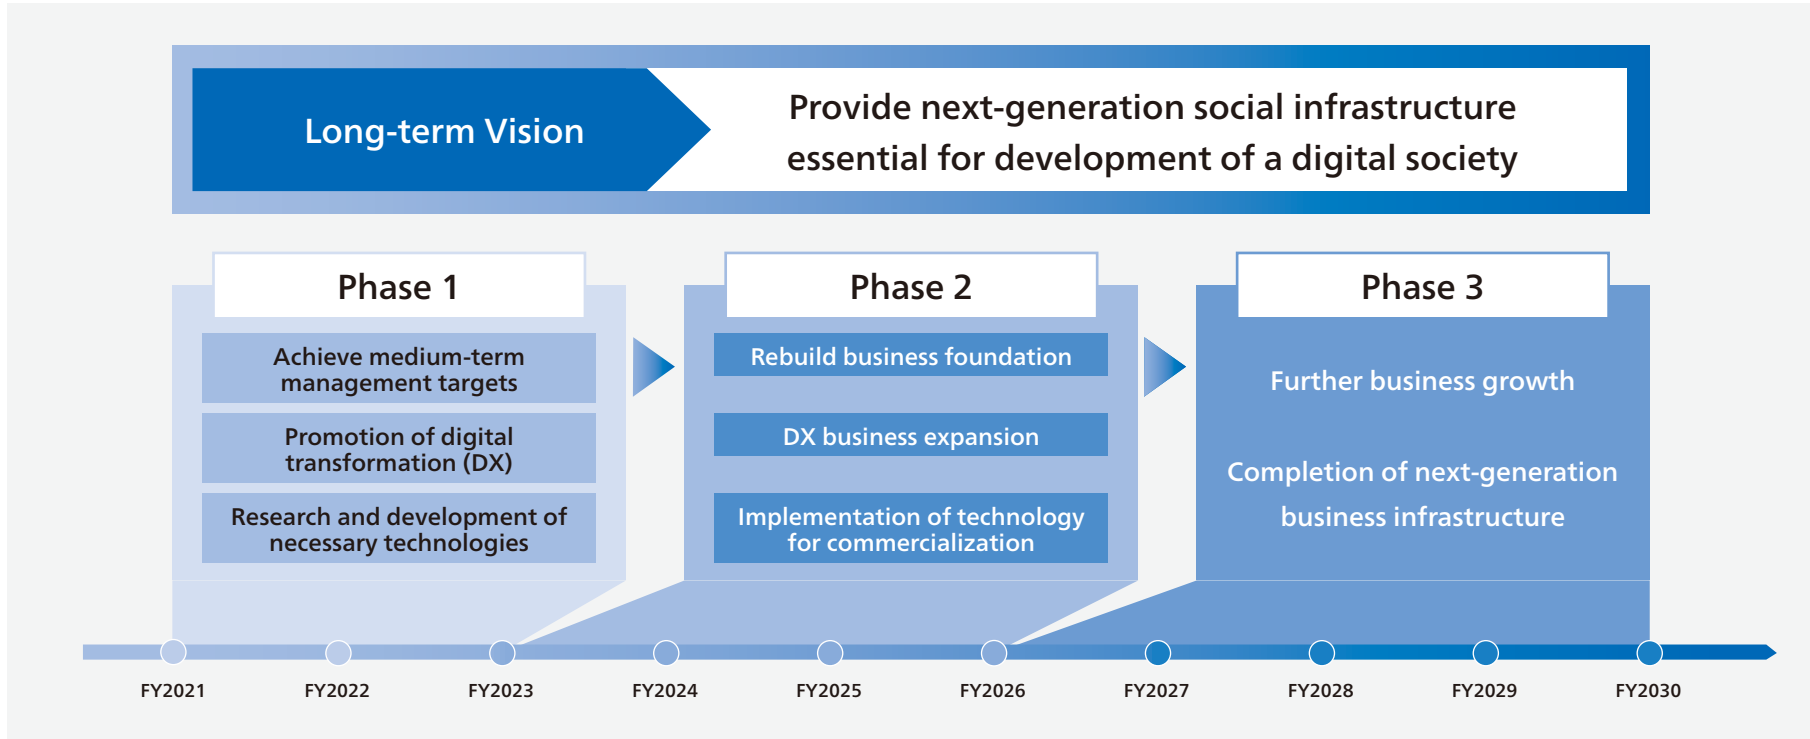 Long-term Vision
Provide next-generation social infrastructure
essential for development of a digital society
Phase 1
Achieve medium-term
management targets
Promotion of digital
transformation (DX)
Research and development of
necessary technologies
Phase 2
Rebuild business foundation
DX business expansion
Implementation of technology
for commercialization
Phase 3
Further business growth
Completion of next-generation
business infrastructure
FY2021
FY2022
FY2023
FY2024
FY2025
FY2026
FY2027
FY2028
FY2029
FY2030